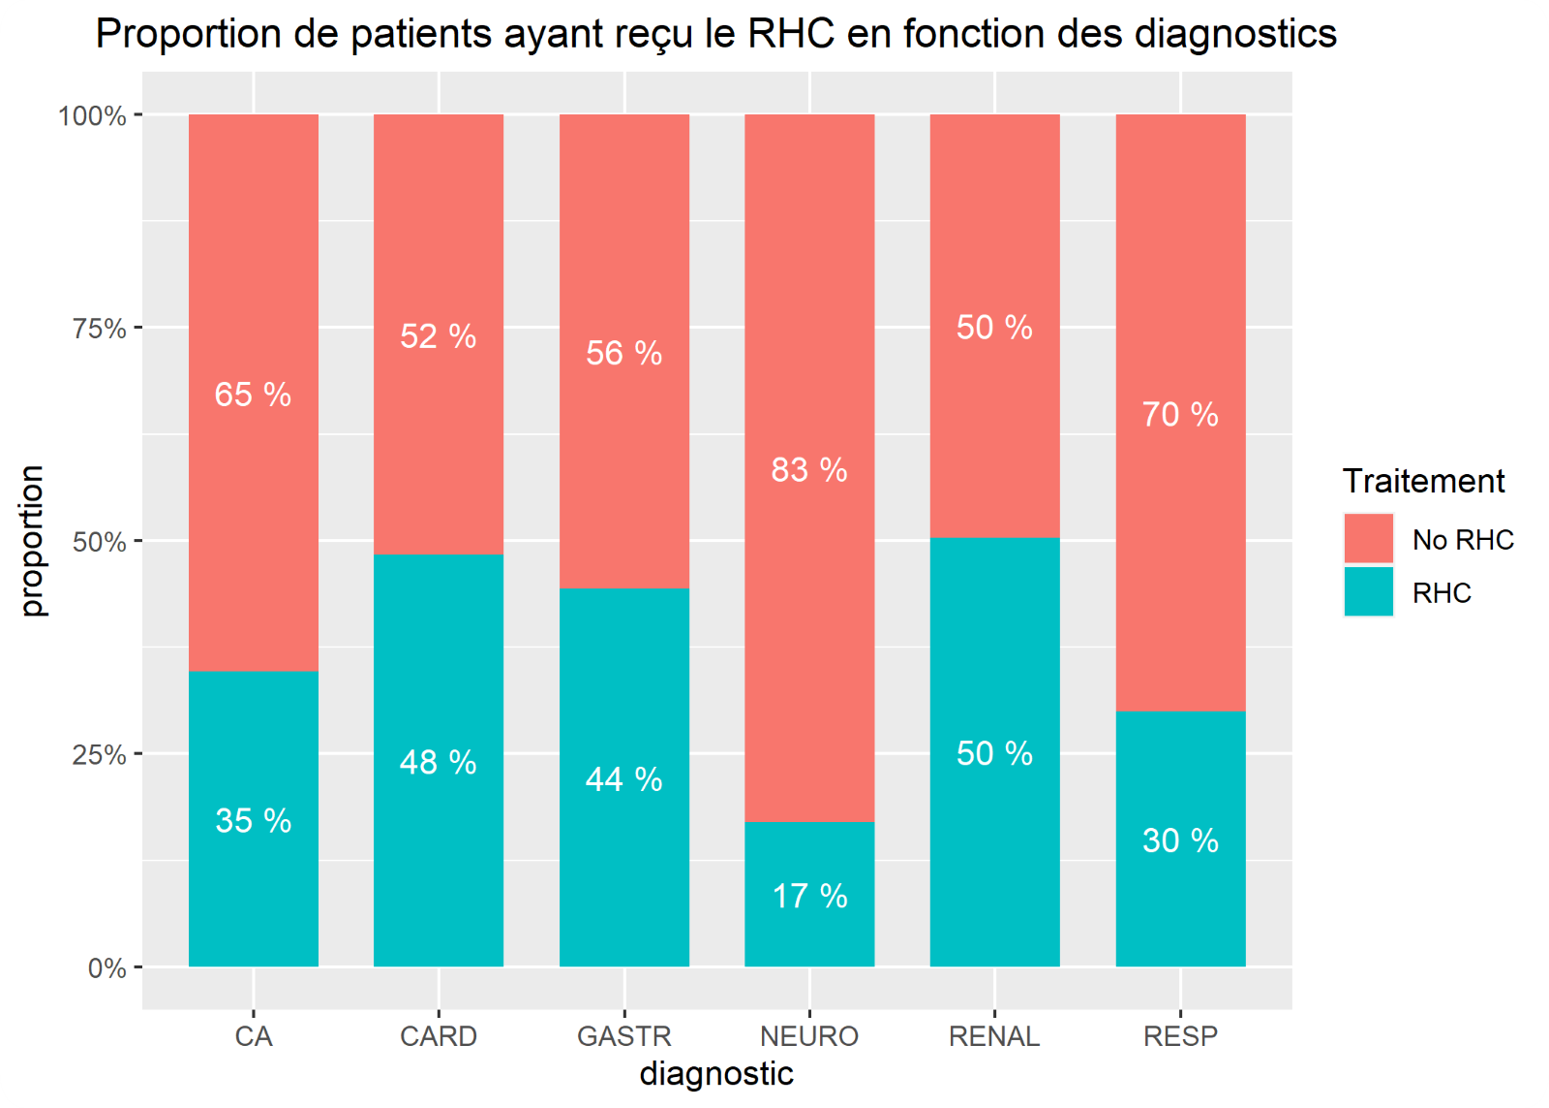 Proportion de patients ayant reçu le RHC en fonction des diagnostics
proportion
100%
75%
50%
25%
0%
65 %
52 %
56 %
83 %
50 %
70 %
35 %
48 %
44 %
17 %
50 %
30 %
CA
CARD
GASTR
NEURO
RENAL
RESP
diagnostic
Traitement
No RHC
RHC